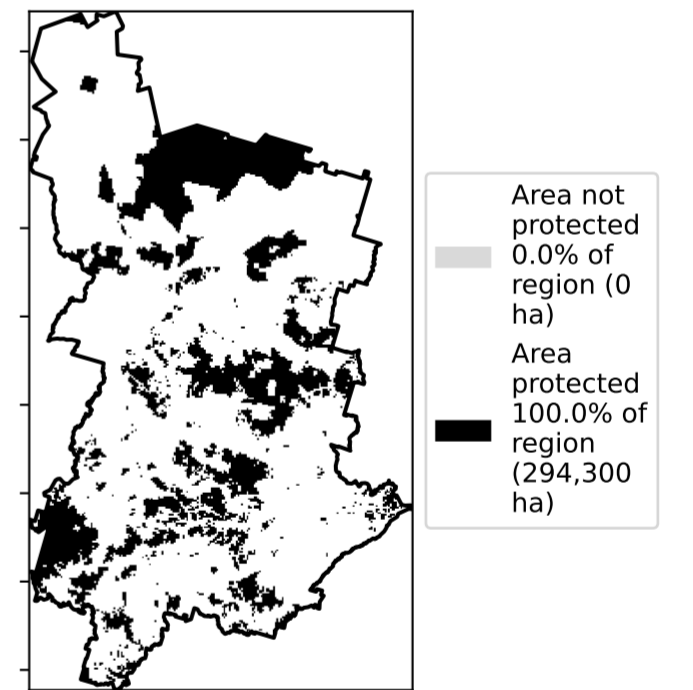 Area not
protected
0.0% of
region (0
ha)
Area
protected
100.0% of
region
(294,300
ha)